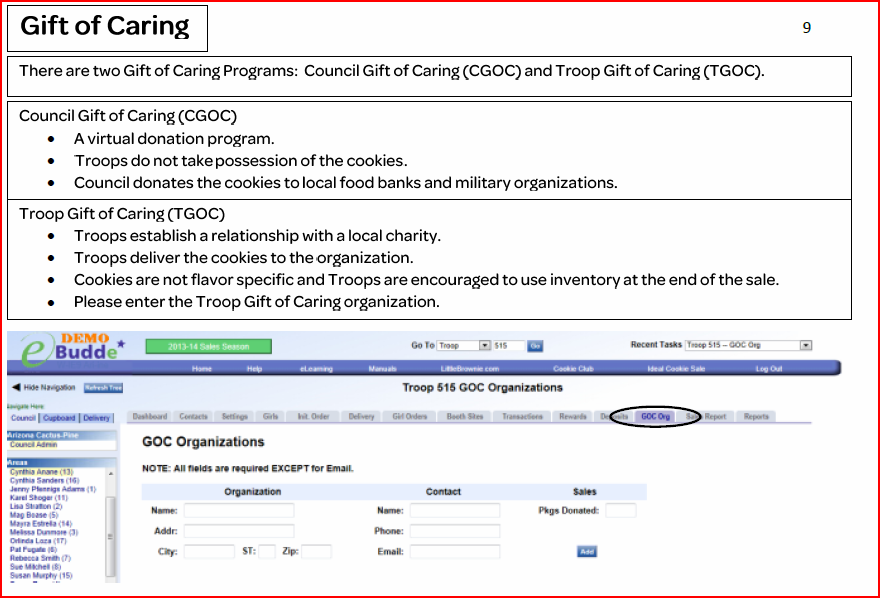 Gift of Caring
9
There are two Gift of Caring Programs: Council Gift of Caring (CGOC) and Troop Gift of Caring (TGOC).
Council Gift of Caring (CGOC)
• A virtual donation program.
• Troops do not take possession of the cookies.
• Council donates the cookies to local food banks and military organizations.
Troop Gift of Caring (TGOC)
• Troops establish a relationship with a local charity.
• Troops deliver the cookies to the organization.
• Cookies are not flavor specific and Troops are encouraged to use inventory at the end of the sale.
• Please enter the Troop Gift of Caring organization.
DEMO
eBudde
2013-14 Sales Season
Go To Troop 515 Go
Recent Tasks Troop 515 -- GOC Org
Home Help eLearning Manuals LittleBrownie.com Cookie Club Ideal Cookie Sale Log Out
Hide Navigation Refresh Tree
Troop 515 GOC Organizations
Navigate Here:
Council Cupboard Delivery
Dashboard Contacts Settings Girls Init. Order Delivery Girl Orders Booth Sites Transactions Rewards Deposits GOC Org Sales Report Reports
Arizona Cactus-Pine
Council Admin
GOC Organizations
Areas
NOTE: All fields are required EXCEPT for Email.
Cynthia Anane (13)
Cynthia Sanders (16)
Jenny Pfennigs Adams (1)
Karel Shoger (11)
Lisa Stratton (2)
Mag Boase (5)
Mayra Estrella (14)
Melissa Dunmore (3)
Orlinda Loza (17)
Pat Fugate (6)
Rebecca Smith (7)
Sue Mitchell (8)
Susan Murphy (15)
Organization Contact Sales
Name: Name: Pkgs Donated:
Addr: Phone:
City: ST: Zip: Email: Add